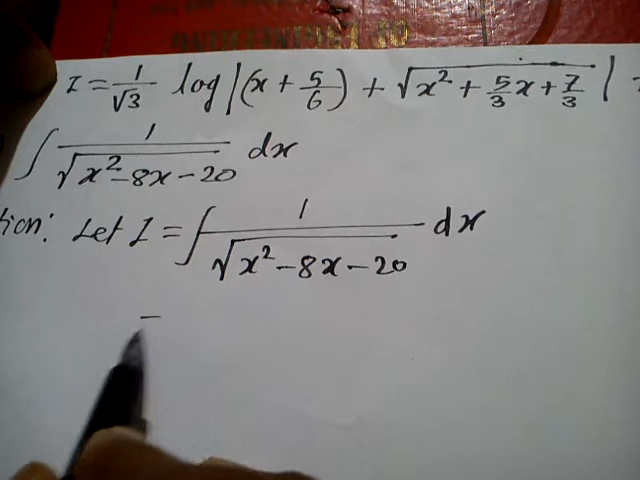 I = 1/√3 log|(x + 5/6) + √(x² + 5/3x + 7/3)|
∫ 1/√(x² - 8x - 20) dx
tion: Let I = ∫ 1/√(x² - 8x - 20) dx